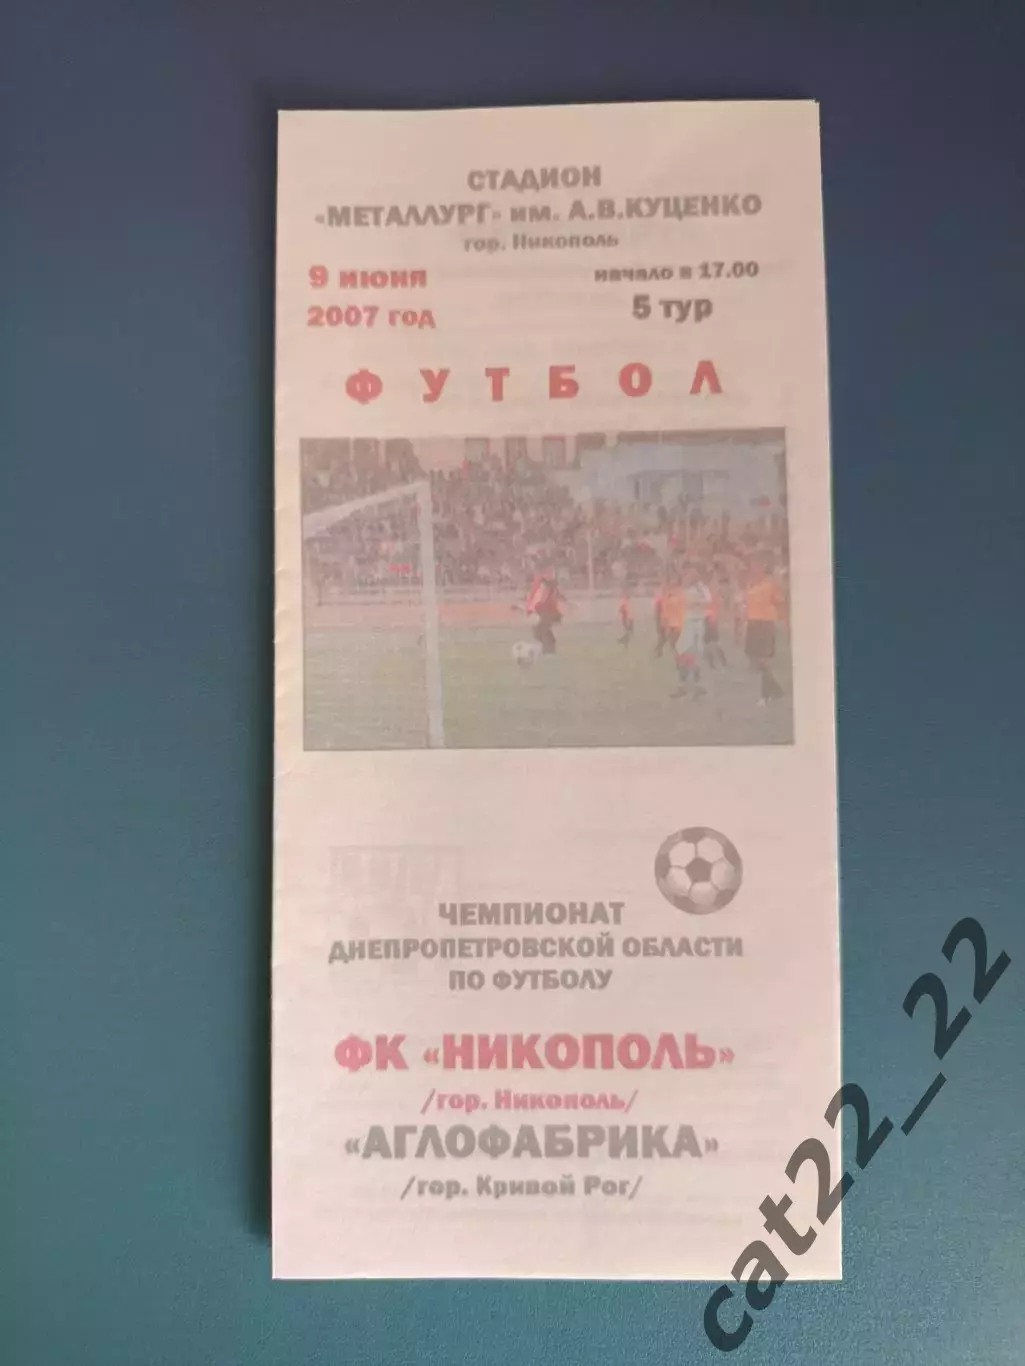 СТАДИОН
«МЕТАЛЛУРГ» им. А.В.КУЦЕНКО
гор. Никополь
9 июня
2007 год
начало в 17.00
5 тур
ФУТБОЛ
ЧЕМПИОНАТ
ДНЕПРОПЕТРОВСКОЙ ОБЛАСТИ
ПО ФУТБОЛУ
ФК «НИКОПОЛЬ»
/гор. Никополь/
«АГЛОФАБРИКА»
/гор. Кривой Рог/
cat22_22